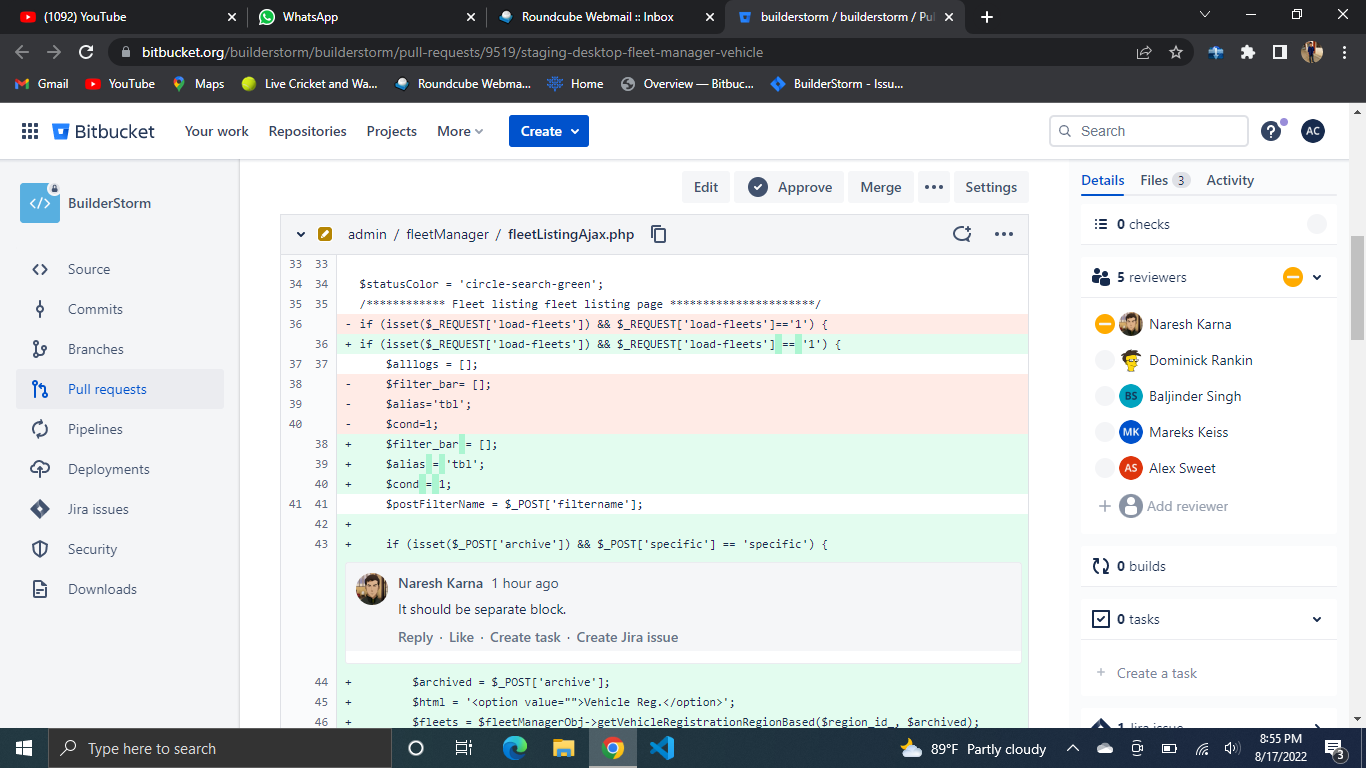 (1092) YouTube
WhatsApp
Roundcube Webmail :: Inbox
builderstorm / builderstorm / Pul
bitbucket.org/builderstorm/builderstorm/pull-requests/9519/staging-desktop-fleet-manager-vehicle
Gmail YouTube Maps Live Cricket and Wa... Roundcube Webma... Home Overview — Bitbuc... BuilderStorm - Issu...
Bitbucket Your work Repositories Projects More Create Search ? AC
BuilderStorm
Source
Commits
Branches
Pull requests
Pipelines
Deployments
Jira issues
Security
Downloads
Edit Approve Merge Settings
admin / fleetManager / fleetListingAjax.php
33 33
34 34 $statusColor = 'circle-search-green';
35 35 /************ Fleet listing fleet listing page **********************/
36 - if (isset($_REQUEST['load-fleets']) && $_REQUEST['load-fleets']=='1') {
36 + if (isset($_REQUEST['load-fleets']) && $_REQUEST['load-fleets'] == '1') {
37 37 $alllogs = [];
38 - $filter_bar= [];
39 - $alias='tbl';
40 - $cond=1;
38 + $filter_bar = [];
39 + $alias = 'tbl';
40 + $cond = 1;
41 41 $postFilterName = $_POST['filtername'];
42 +
43 + if (isset($_POST['archive']) && $_POST['specific'] == 'specific') {
Naresh Karna 1 hour ago
It should be separate block.
Reply · Like · Create task · Create Jira issue
44 + $archived = $_POST['archive'];
45 + $html = '<option value="">Vehicle Reg.</option>';
46 + $fleets = $fleetManagerObj->getVehicleRegistrationRegionBased($region_id_, $archived);
Details Files 3 Activity
0 checks
5 reviewers
Naresh Karna
Dominick Rankin
BS Baljinder Singh
MK Mareks Keiss
AS Alex Sweet
+ Add reviewer
0 builds
0 tasks
+ Create a task
1 Jira issue
Type here to search
89°F Partly cloudy
8:55 PM
8/17/2022
3